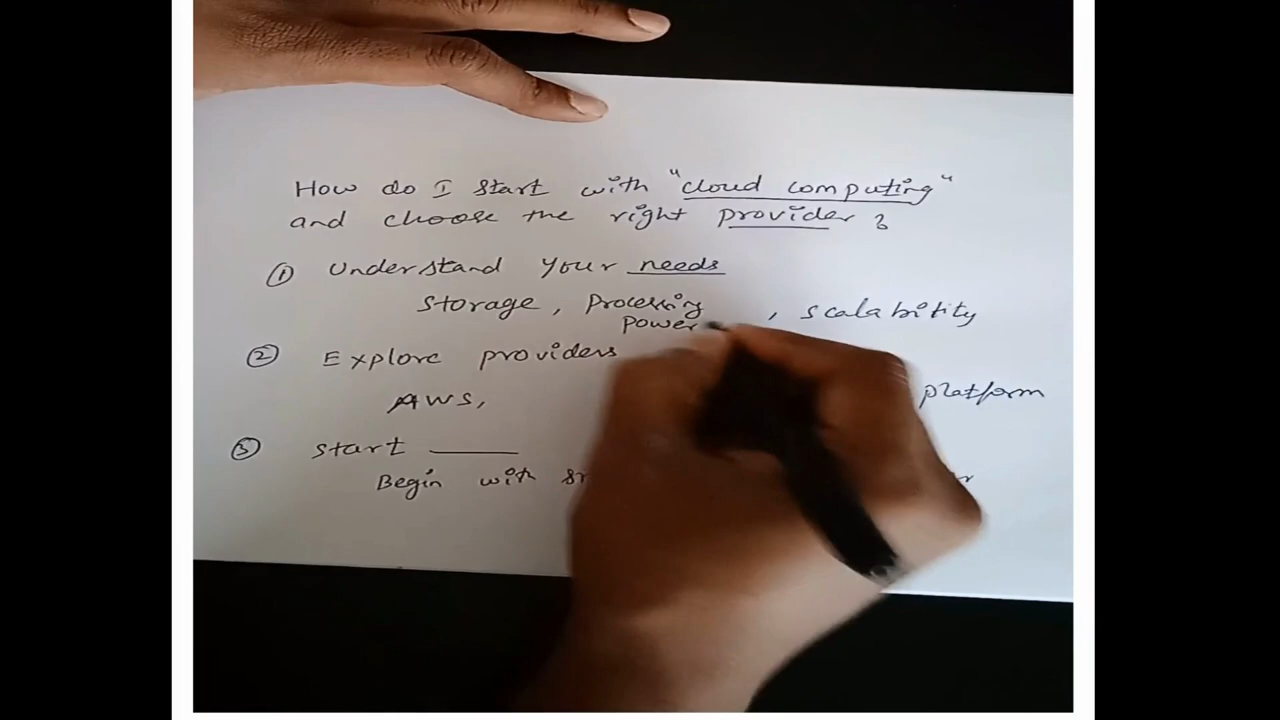 How do I start with "cloud computing"
and choose the right provider ?
① Understand your needs
storage, processing power, scalability
② Explore providers
AWS, platform
③ start
Begin with